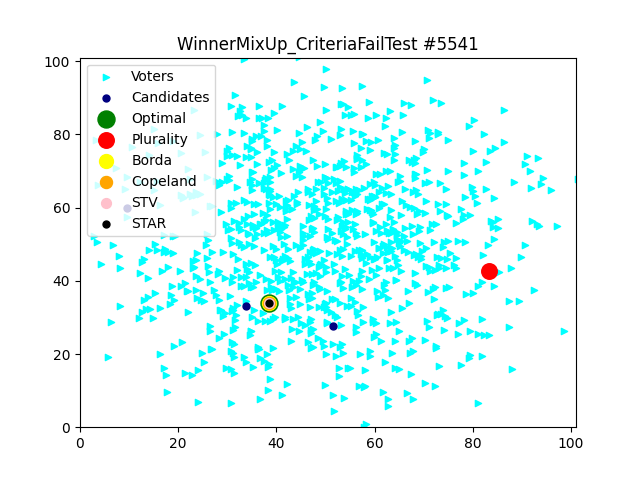 WinnerMixUp_CriteriaFailTest #5541
100
80
60
40
20
0
Voters
Candidates
Optimal
Plurality
Borda
Copeland
STV
STAR
0 20 40 60 80 100